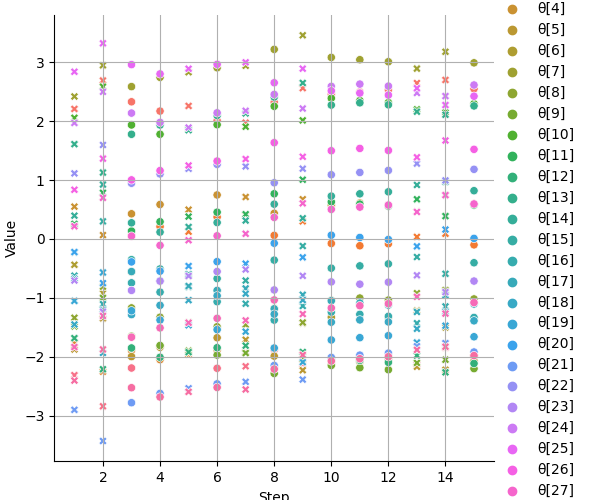 3
2
1
0
−1
−2
−3
Value
2
4
6
8
10
12
14
Step
θ[4]
θ[5]
θ[6]
θ[7]
θ[8]
θ[9]
θ[10]
θ[11]
θ[12]
θ[13]
θ[14]
θ[15]
θ[16]
θ[17]
θ[18]
θ[19]
θ[20]
θ[21]
θ[22]
θ[23]
θ[24]
θ[25]
θ[26]
θ[27]